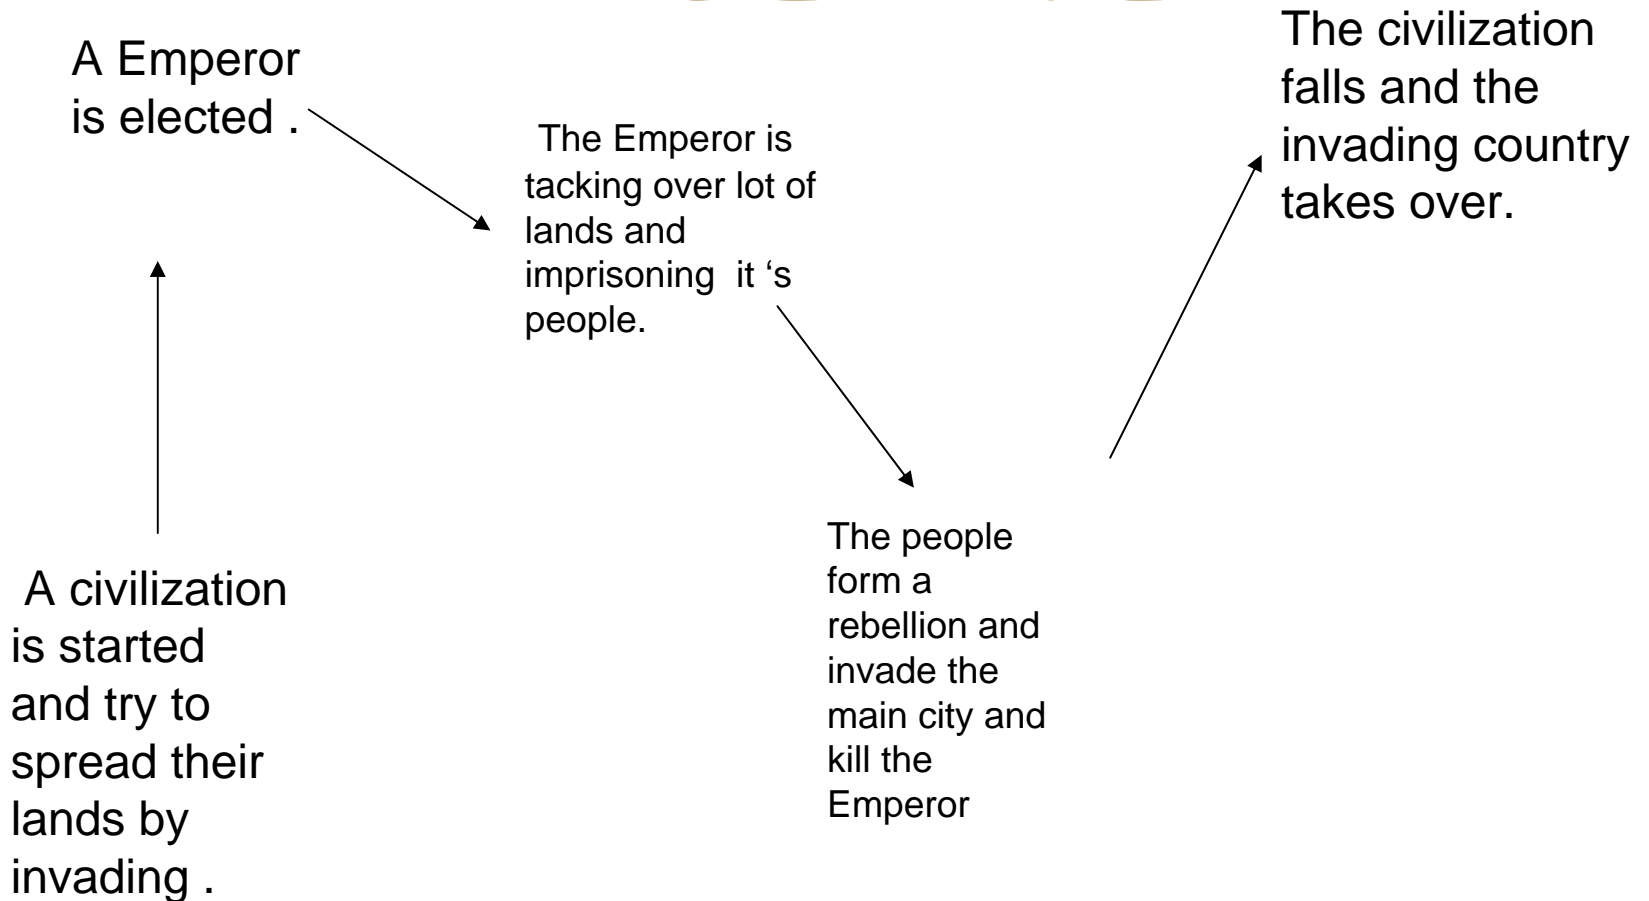 A Emperor
is elected .
The Emperor is
tacking over lot of
lands and
imprisoning  it ‘s
people.
The civilization
falls and the
invading country
takes over.
A civilization
is started
and try to
spread their
lands by
invading .
The people
form a
rebellion and
invade the
main city and
kill the
Emperor